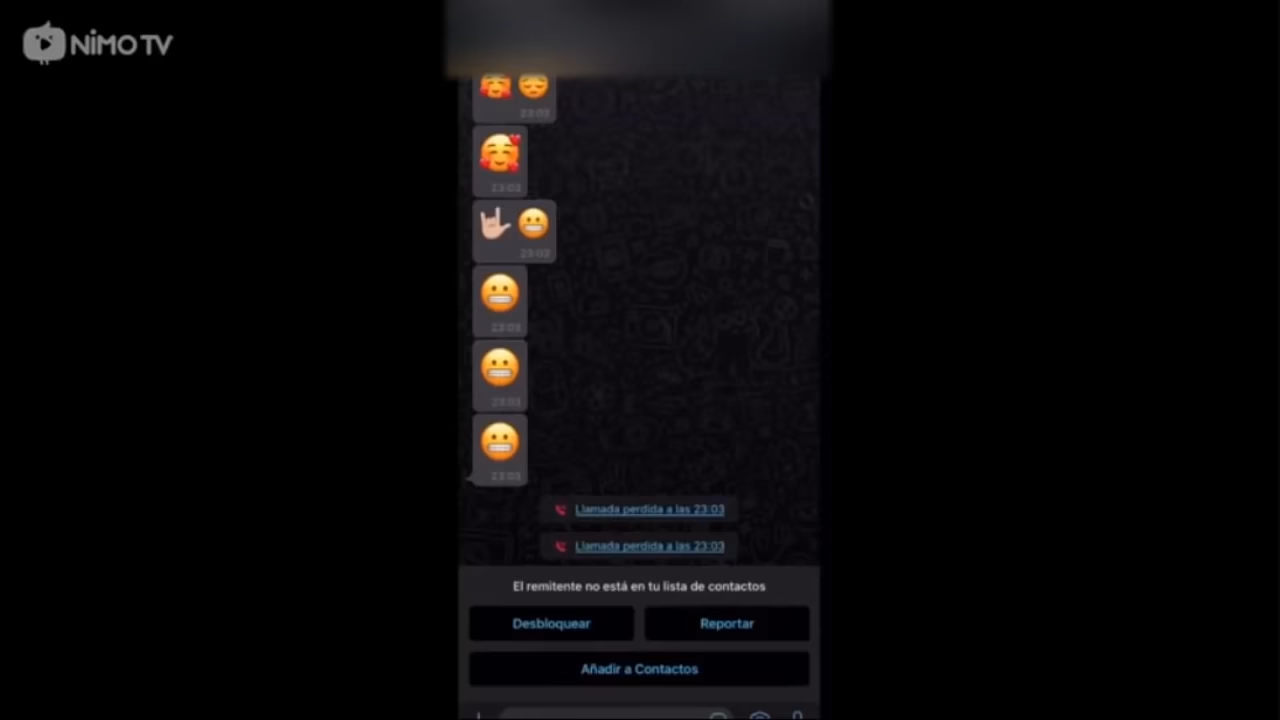 NIMO TV
23:03
23:03
23:03
23:03
23:03
23:03
Llamada perdida a las 23:03
Llamada perdida a las 23:03
El remitente no está en tu lista de contactos
Desbloquear
Reportar
Añadir a Contactos